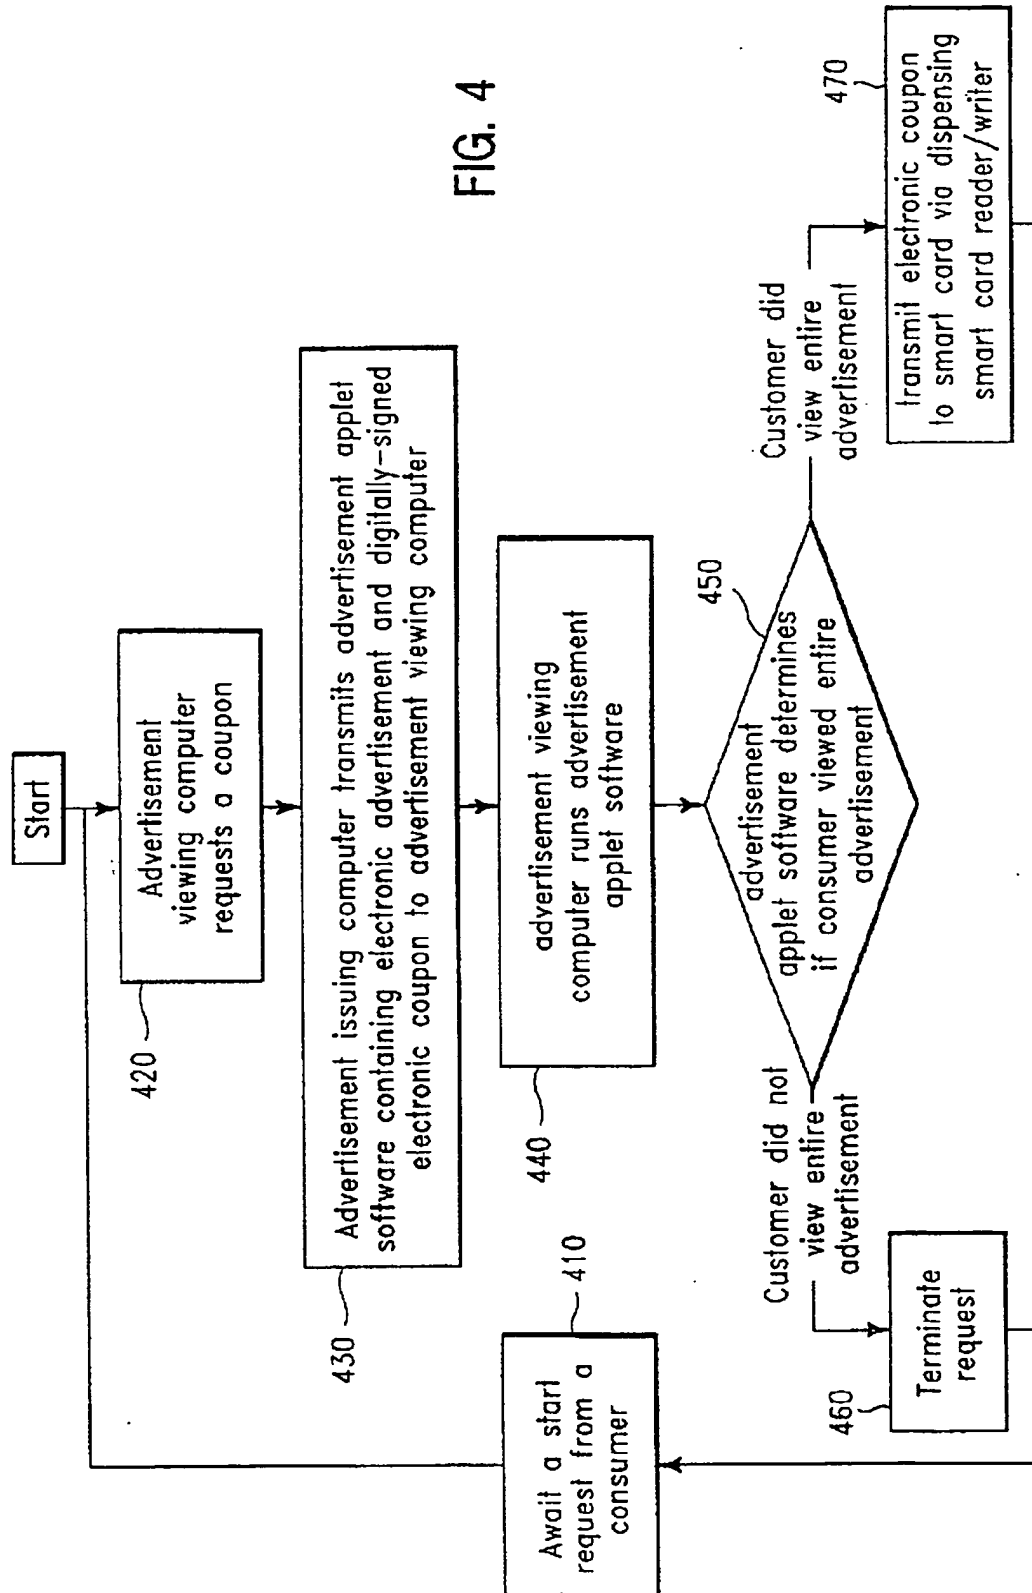 FIG. 4
Start
Advertisement
viewing computer
requests a coupon
420
Advertisement issuing computer transmits advertisement applet
software containing electronic advertisement and digitally-signed
electronic coupon to advertisement viewing computer
430
advertisement viewing
computer runs advertisement
applet software
440
advertisement
applet software determines
if consumer viewed entire
advertisement
450
Customer did not
view entire
advertisement
Customer did
view entire
advertisement
Terminate
request
460
transmit electronic coupon
to smart card via dispensing
smart card reader/writer
470
Await a start
request from a
consumer
410